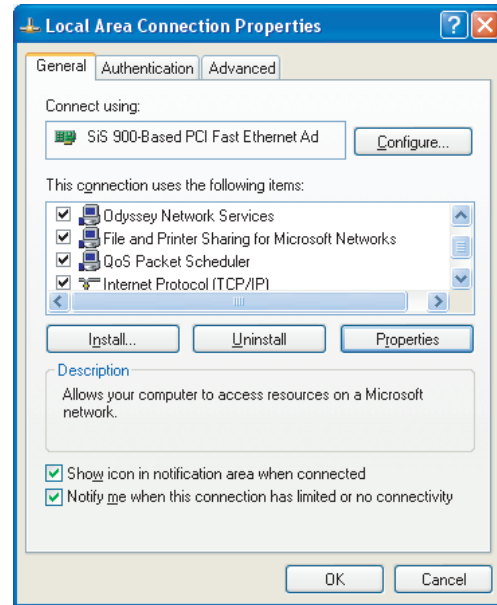 Local Area Connection Properties
General Authentication Advanced
Connect using:
SiS 900-Based PCI Fast Ethernet Ad
Configure...
This connection uses the following items:
Odyssey Network Services
File and Printer Sharing for Microsoft Networks
QoS Packet Scheduler
Internet Protocol (TCP/IP)
Install... Uninstall Properties
Description
Allows your computer to access resources on a Microsoft
network.
Show icon in notification area when connected
Notify me when this connection has limited or no connectivity
OK Cancel